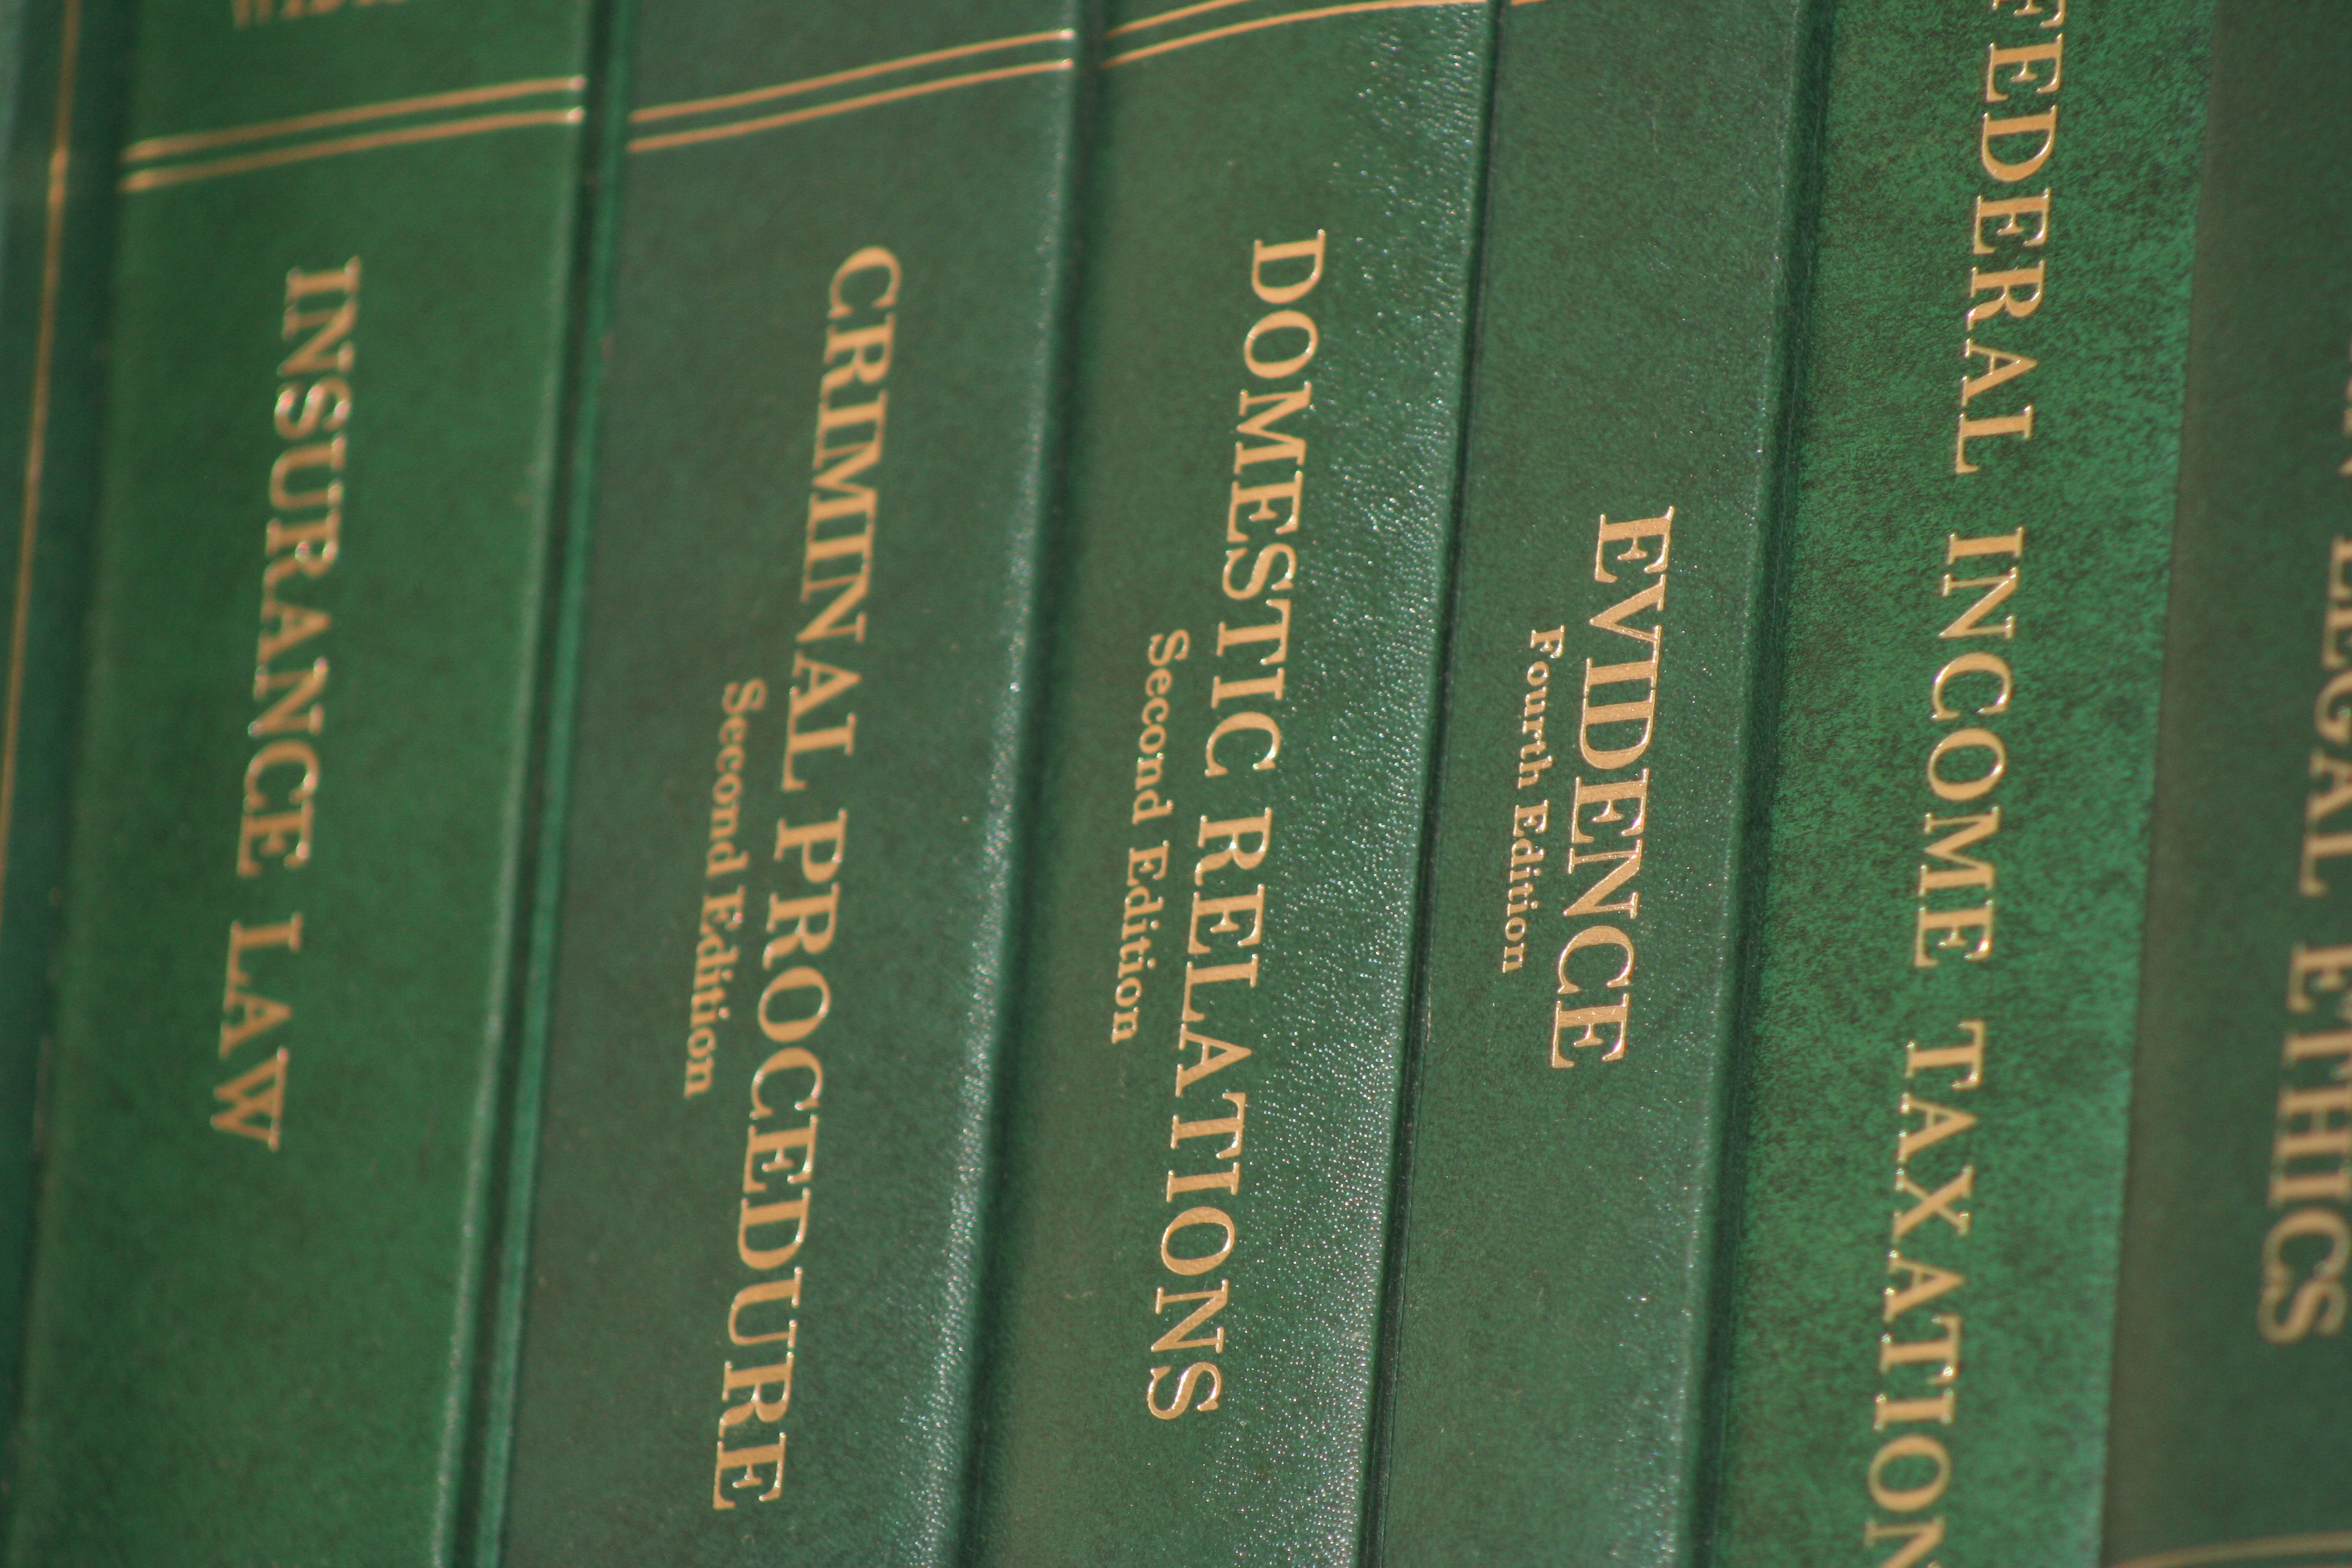 INSURANCE LAW
CRIMINAL PROCEDURE
Second Edition
DOMESTIC RELATIONS
Second Edition
EVIDENCE
Fourth Edition
FEDERAL INCOME TAXATION
LEGAL ETHICS